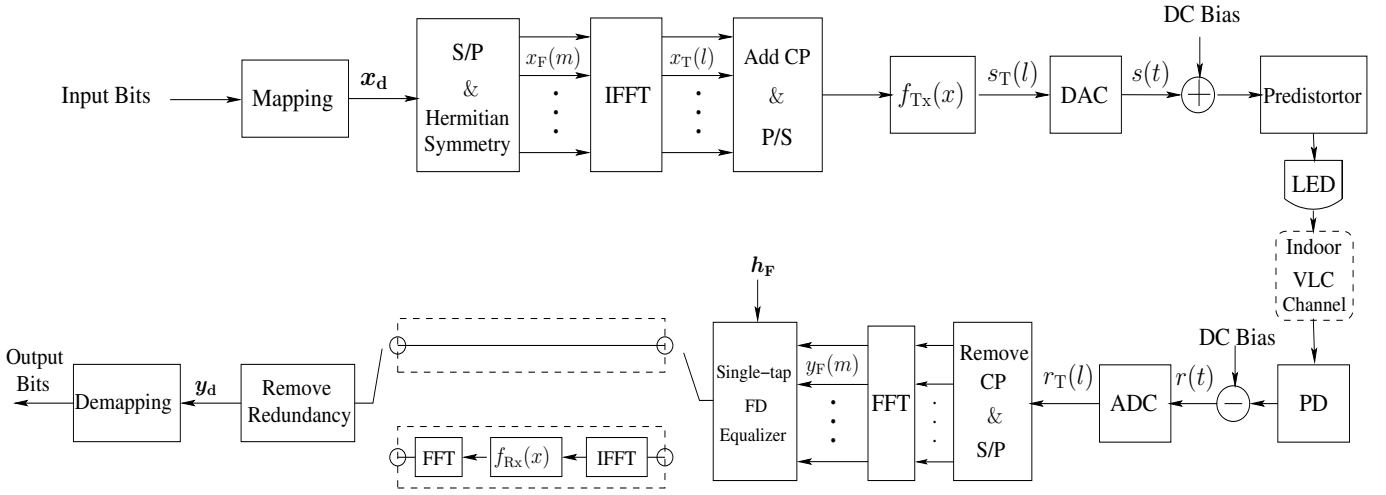 DC Bias
Input Bits
Mapping
x_d
S/P
&
Hermitian
Symmetry
x_F(m)
IFFT
x_T(l)
Add CP
&
P/S
f_Tx(x)
s_T(l)
DAC
s(t)
+
Predistortor
LED
Indoor
VLC
Channel
Output
Bits
Demapping
y_d
Remove
Redundancy
FFT
f_Rx(x)
IFFT
h_F
Single-tap
FD
Equalizer
y_F(m)
FFT
Remove
CP
&
S/P
r_T(l)
ADC
r(t)
DC Bias
−
PD